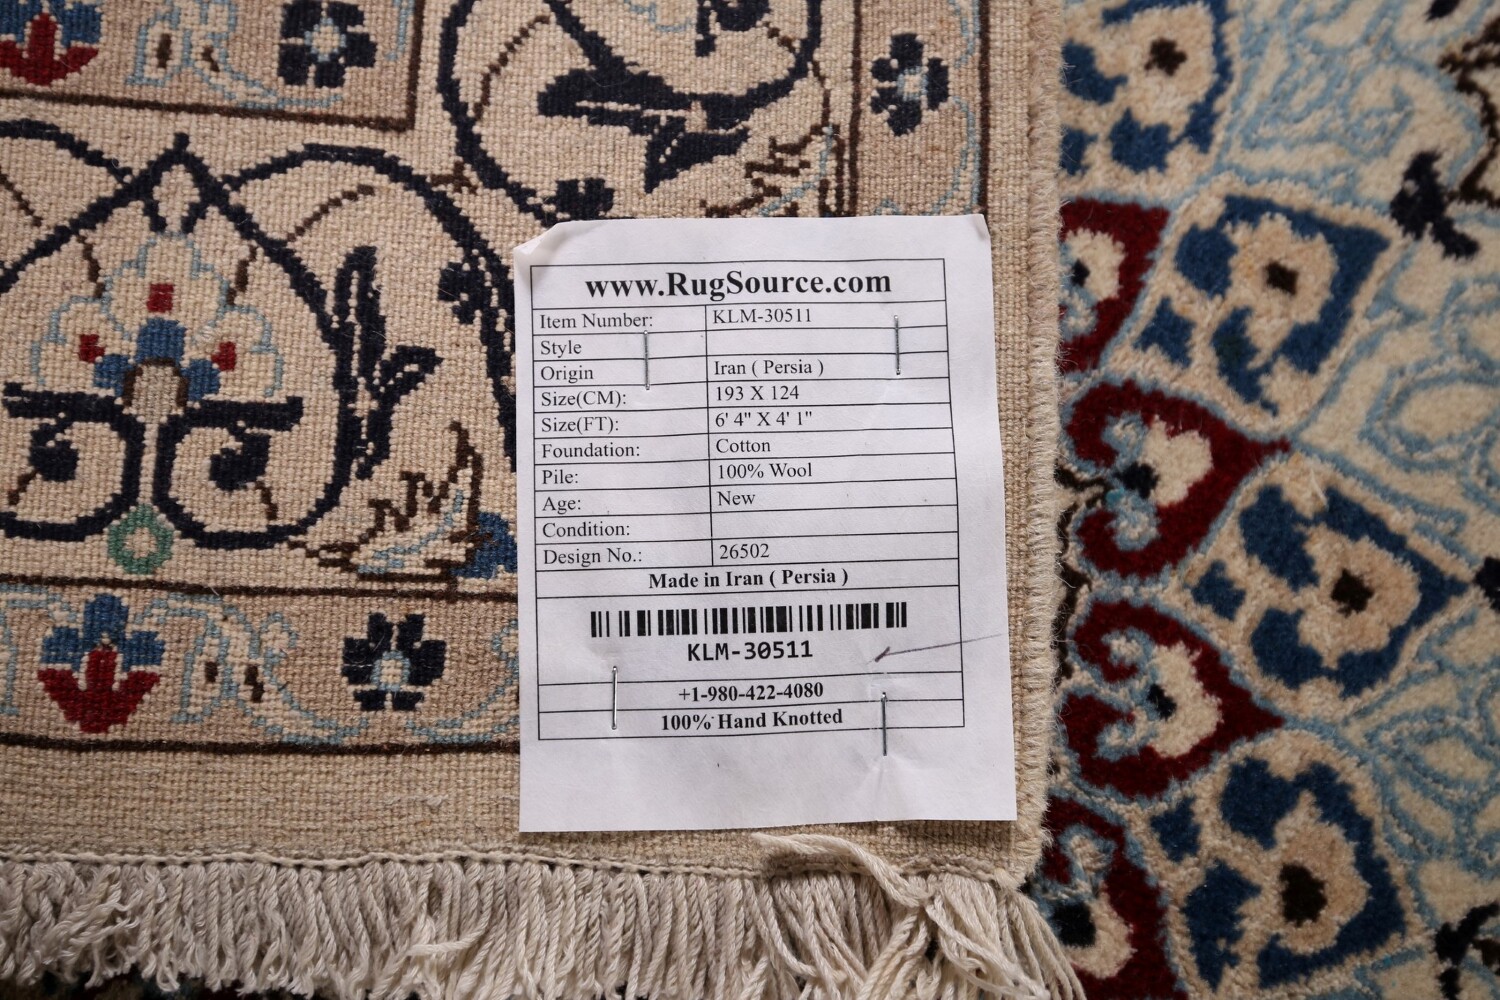 www.RugSource.com
Item Number: KLM-30511
Style
Origin Iran ( Persia )
Size(CM): 193 X 124
Size(FT): 6' 4" X 4' 1"
Foundation: Cotton
Pile: 100% Wool
Age: New
Condition:
Design No.: 26502
Made in Iran ( Persia )
KLM-30511
+1-980-422-4080
100% Hand Knotted